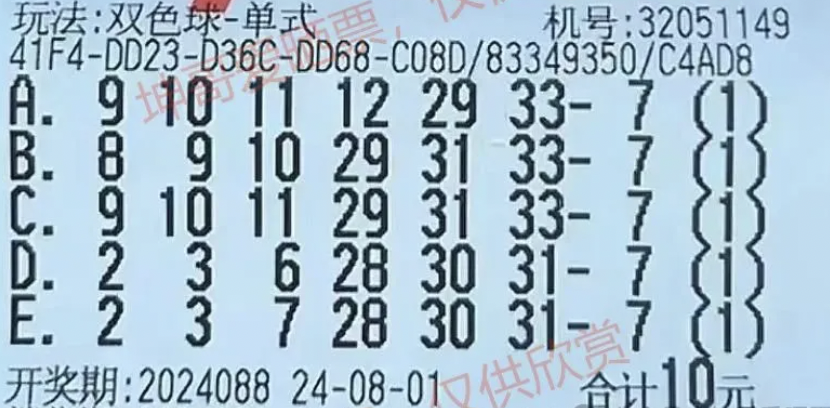 玩法:双色球-单式 机号:32051149
41F4-DD23-D36C-DD68-C08D/83349350/C4AD8
A. 9 10 11 12 29 33- 7 (1)
B. 8 9 10 29 31 33- 7 (1)
C. 9 10 11 29 31 33- 7 (1)
D. 2 3 6 28 30 31- 7 (1)
E. 2 3 7 28 30 31- 7 (1)
开奖期:2024088 24-08-01 合计10元
坤哥爱晒票,仅供
仅供欣赏